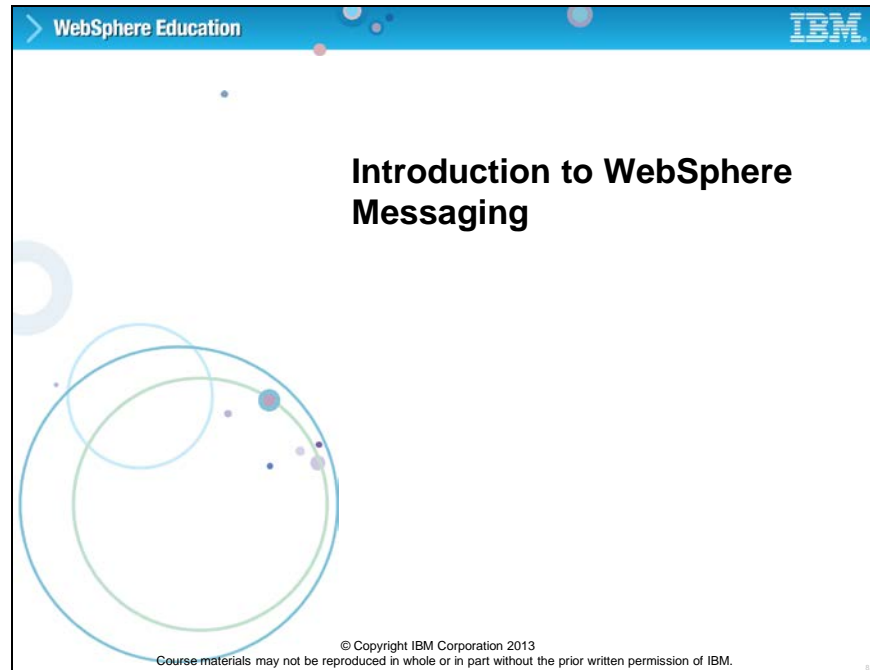 WebSphere Education
IBM.
Introduction to WebSphere
Messaging
© Copyright IBM Corporation 2013
Course materials may not be reproduced in whole or in part without the prior written permission of IBM.